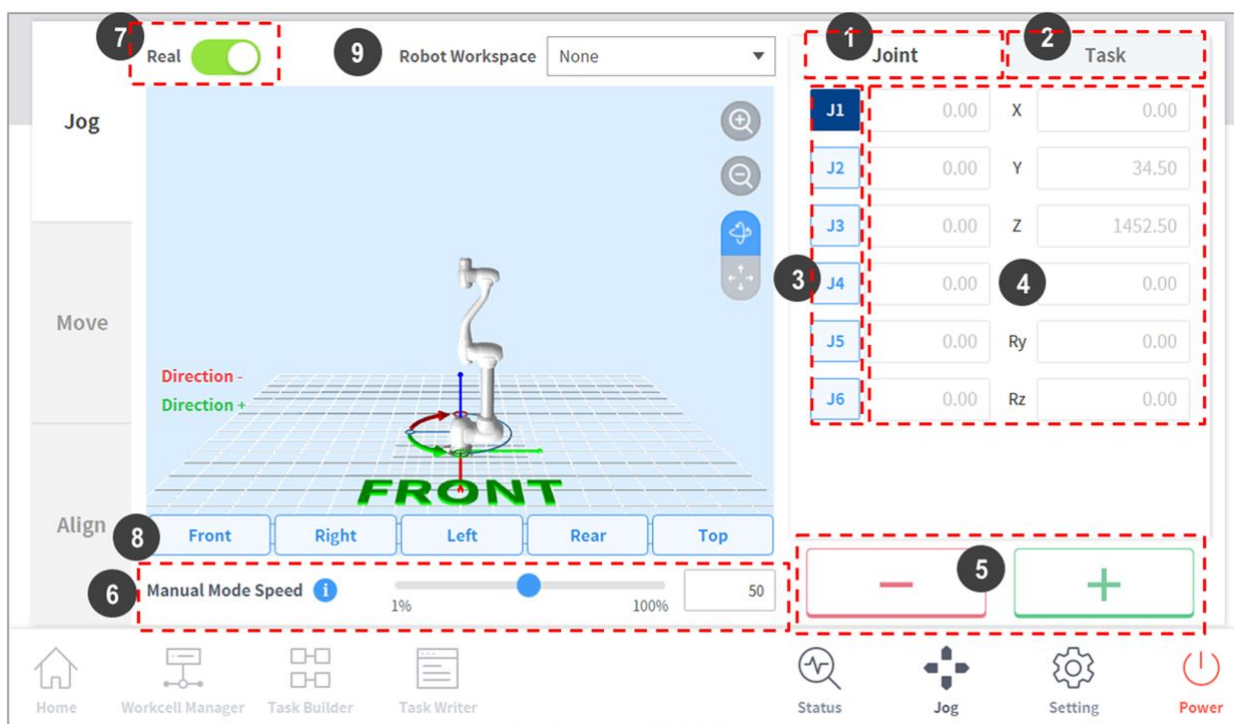 7
Real
9
Robot Workspace
None
1
Joint
2
Task
Jog
Move
Align
Direction -
Direction +
FRONT
3
J1
0.00
X
0.00
J2
0.00
Y
34.50
J3
0.00
Z
1452.50
J4
0.00
4
0.00
J5
0.00
Ry
0.00
J6
0.00
Rz
0.00
8
Front
Right
Left
Rear
Top
6
Manual Mode Speed
i
1%
100%
50
5
Home
Workcell Manager
Task Builder
Task Writer
Status
Jog
Setting
Power